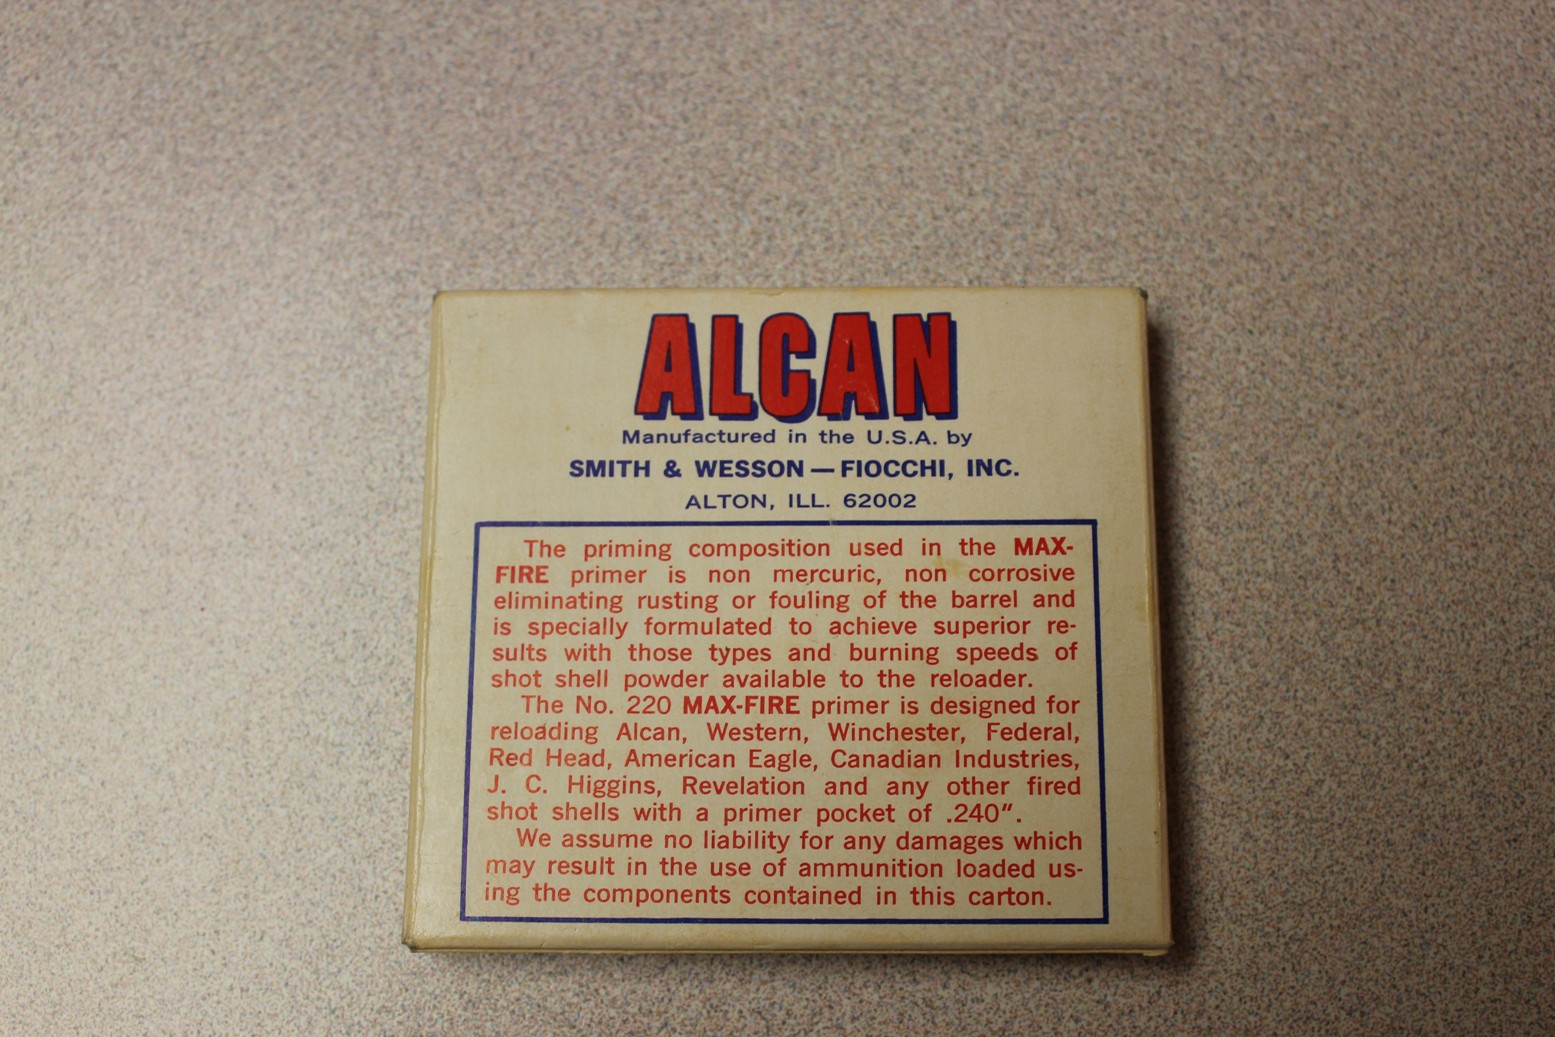 ALCAN
Manufactured in the U.S.A. by
SMITH & WESSON — FIOCCHI, INC.
ALTON, ILL. 62002
The priming composition used in the MAX-
FIRE primer is non mercuric, non corrosive
eliminating rusting or fouling of the barrel and
is specially formulated to achieve superior re-
sults with those types and burning speeds of
shot shell powder available to the reloader.
The No. 220 MAX-FIRE primer is designed for
reloading Alcan, Western, Winchester, Federal,
Red Head, American Eagle, Canadian Industries,
J. C. Higgins, Revelation and any other fired
shot shells with a primer pocket of .240″.
We assume no liability for any damages which
may result in the use of ammunition loaded us-
ing the components contained in this carton.